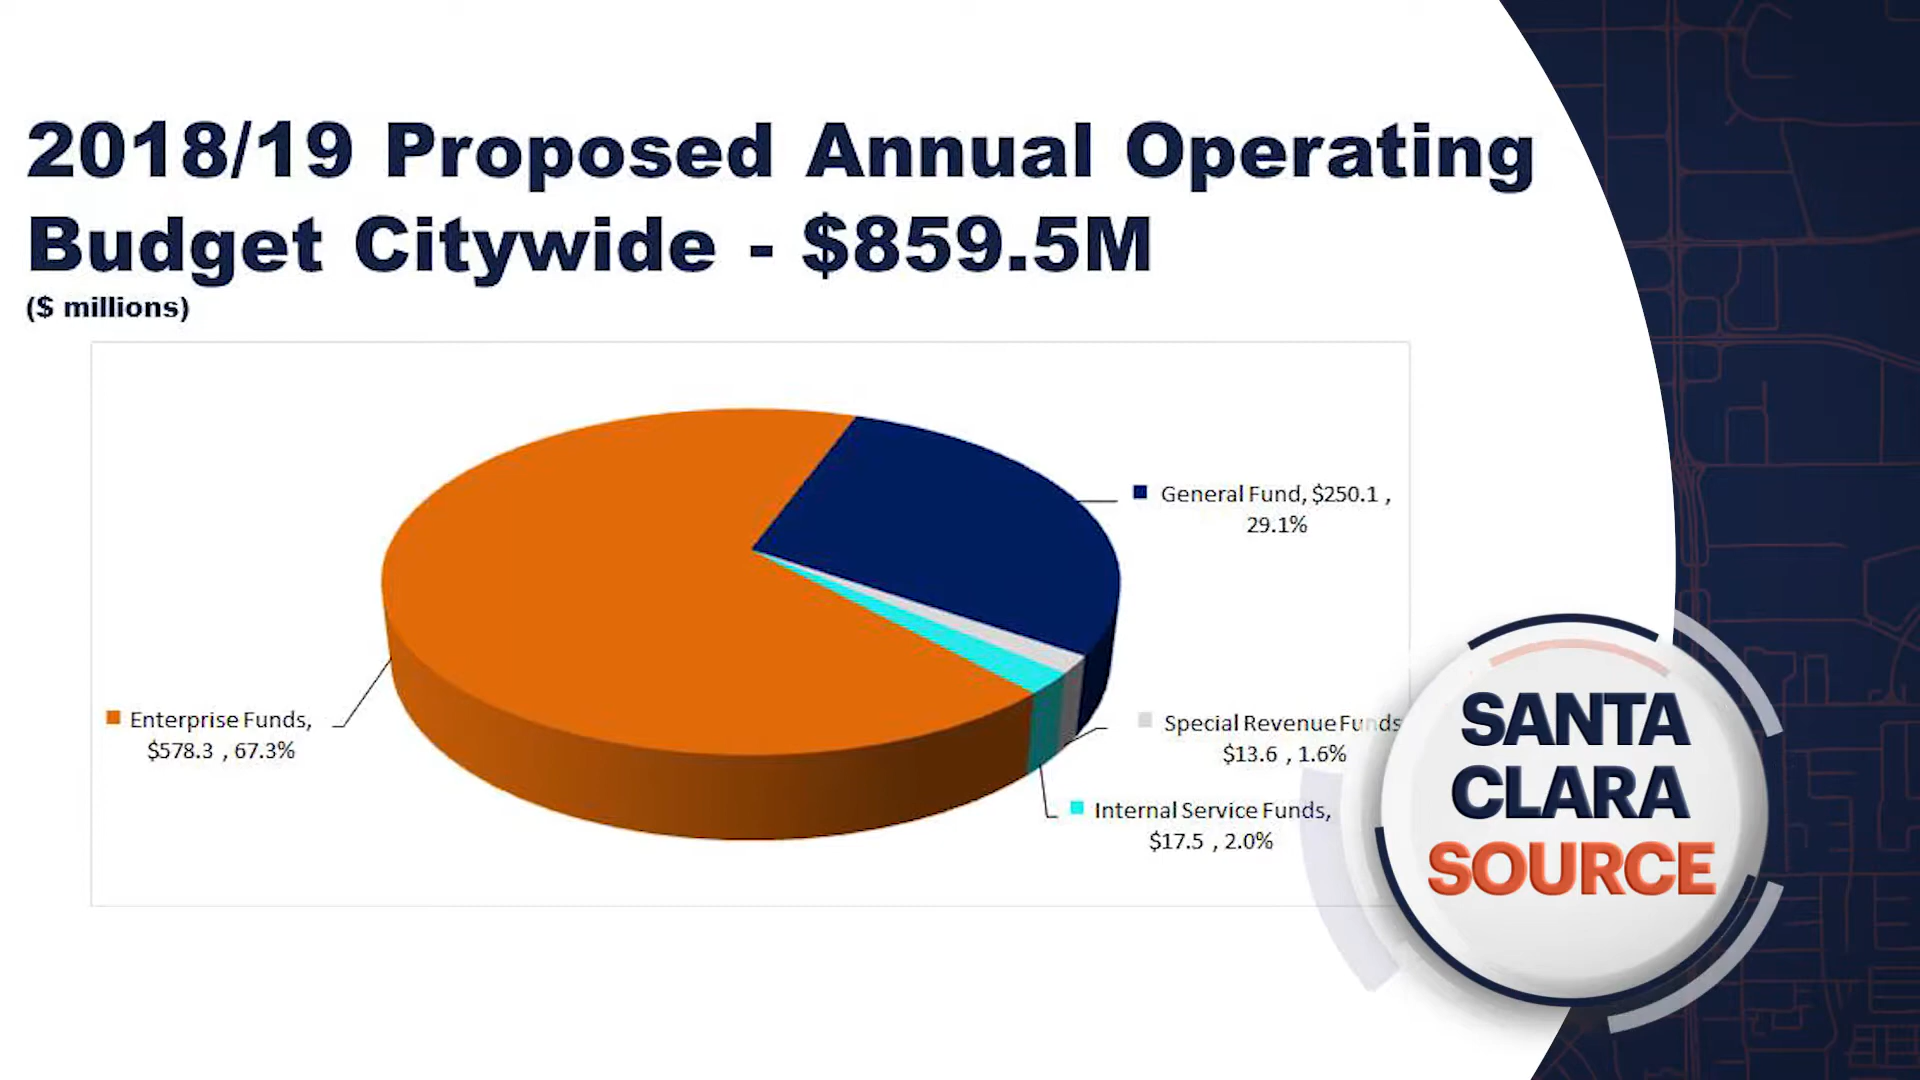 2018/19 Proposed Annual Operating
Budget Citywide - $859.5M
($ millions)
General Fund, $250.1 ,
29.1%
Enterprise Funds,
$578.3 , 67.3%
Special Revenue Funds
$13.6 , 1.6%
Internal Service Funds,
$17.5 , 2.0%
SANTA
CLARA
SOURCE